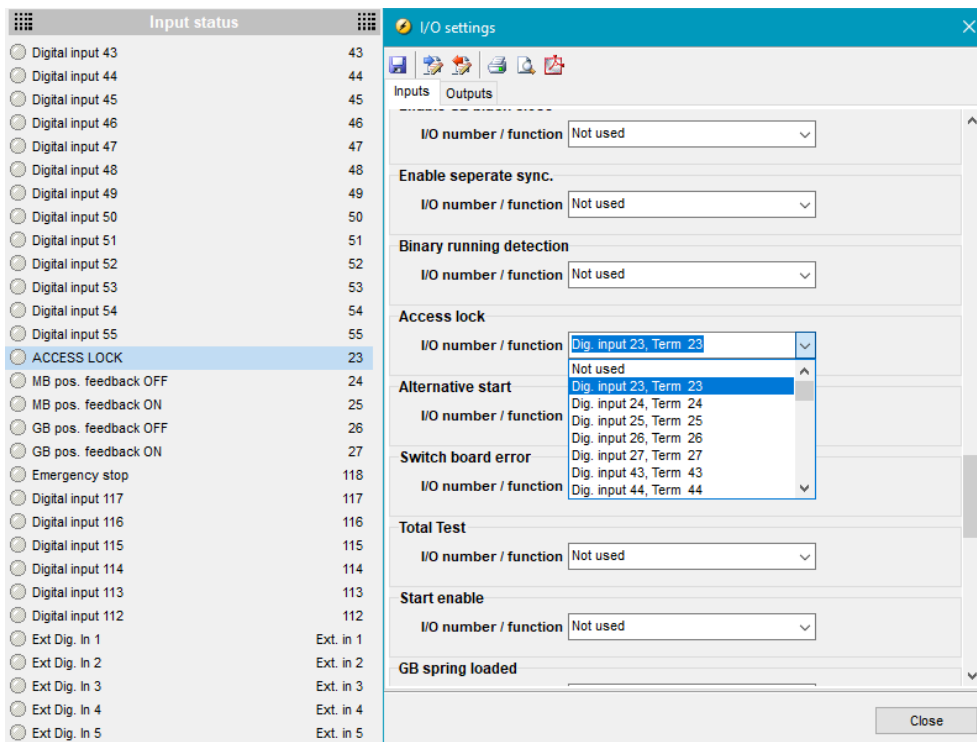 Input status
Digital input 43 43
Digital input 44 44
Digital input 45 45
Digital input 46 46
Digital input 47 47
Digital input 48 48
Digital input 49 49
Digital input 50 50
Digital input 51 51
Digital input 52 52
Digital input 53 53
Digital input 54 54
Digital input 55 55
ACCESS LOCK 23
MB pos. feedback OFF 24
MB pos. feedback ON 25
GB pos. feedback OFF 26
GB pos. feedback ON 27
Emergency stop 118
Digital input 117 117
Digital input 116 116
Digital input 115 115
Digital input 114 114
Digital input 113 113
Digital input 112 112
Ext Dig. In 1 Ext. in 1
Ext Dig. In 2 Ext. in 2
Ext Dig. In 3 Ext. in 3
Ext Dig. In 4 Ext. in 4
Ext Dig. In 5 Ext. in 5
I/O settings
Inputs Outputs
I/O number / function Not used
Enable seperate sync.
I/O number / function Not used
Binary running detection
I/O number / function Not used
Access lock
I/O number / function Dig. input 23, Term 23
Not used
Dig. input 23, Term 23
Dig. input 24, Term 24
Dig. input 25, Term 25
Dig. input 26, Term 26
Dig. input 27, Term 27
Dig. input 43, Term 43
Dig. input 44, Term 44
Alternative start
I/O number / function
Switch board error
I/O number / function
Total Test
I/O number / function Not used
Start enable
I/O number / function Not used
GB spring loaded
Close